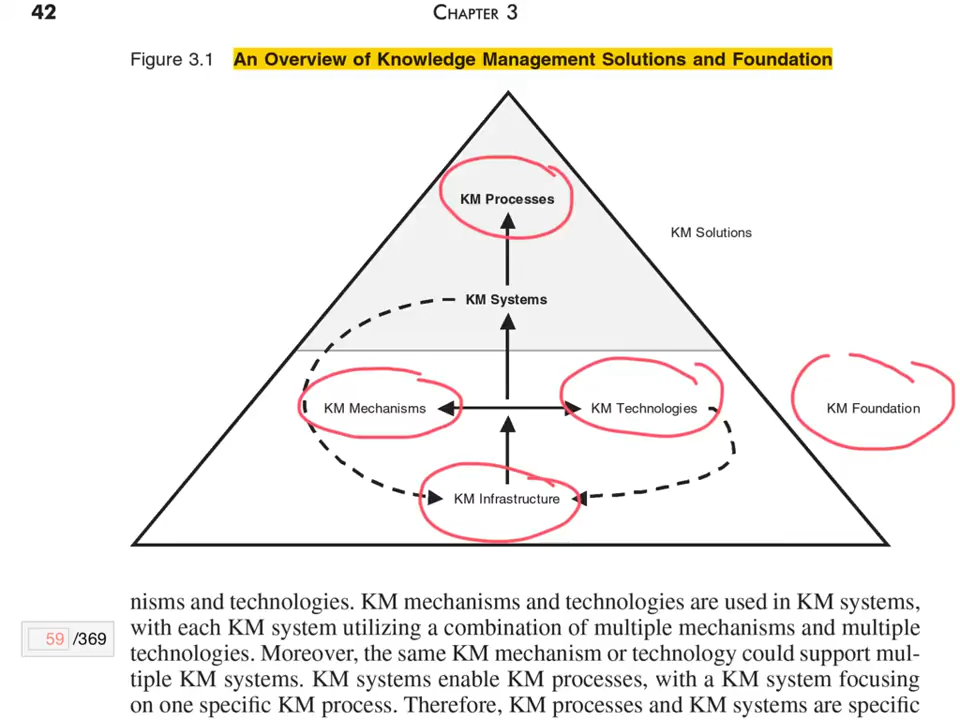 42
CHAPTER 3
Figure 3.1 An Overview of Knowledge Management Solutions and Foundation
KM Processes
KM Solutions
KM Systems
KM Mechanisms
KM Technologies
KM Foundation
KM Infrastructure
nisms and technologies. KM mechanisms and technologies are used in KM systems,
with each KM system utilizing a combination of multiple mechanisms and multiple
59 /369
technologies. Moreover, the same KM mechanism or technology could support mul-
tiple KM systems. KM systems enable KM processes, with a KM system focusing
on one specific KM process. Therefore, KM processes and KM systems are specific